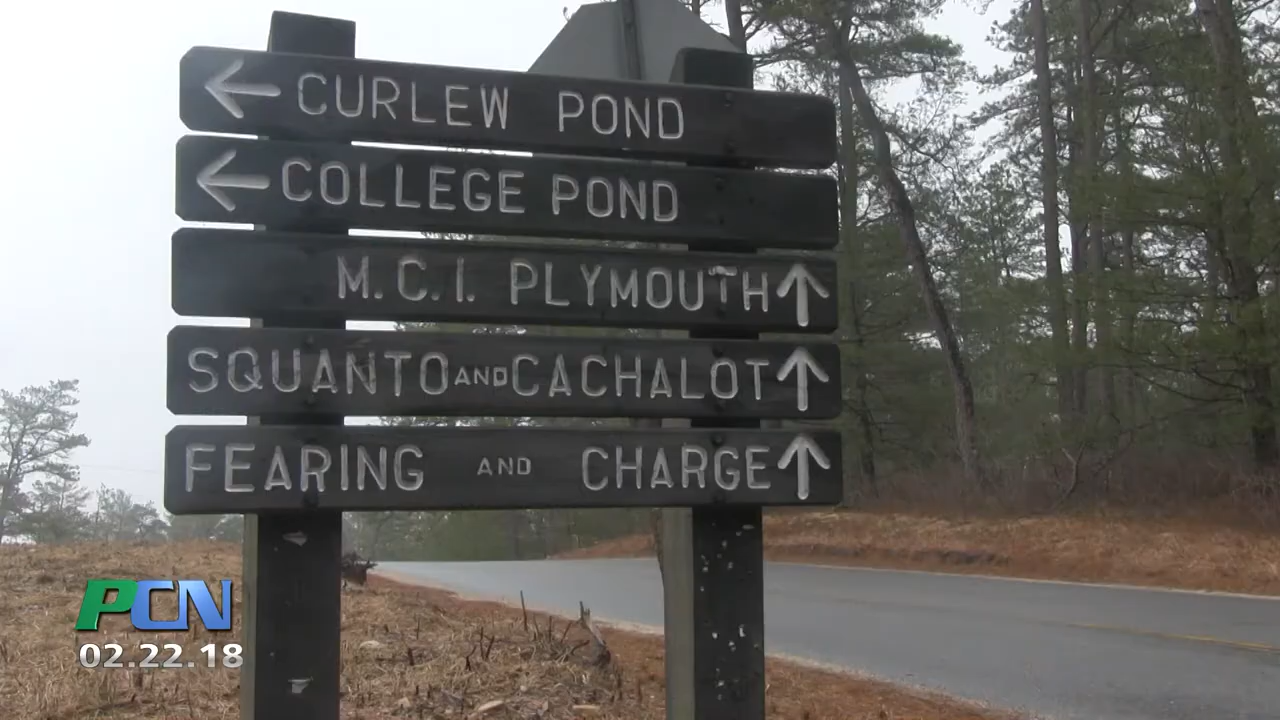 ← CURLEW POND
← COLLEGE POND
M.C.I. PLYMOUTH ↑
SQUANTO AND CACHALOT ↑
FEARING AND CHARGE ↑
PCN
02.22.18